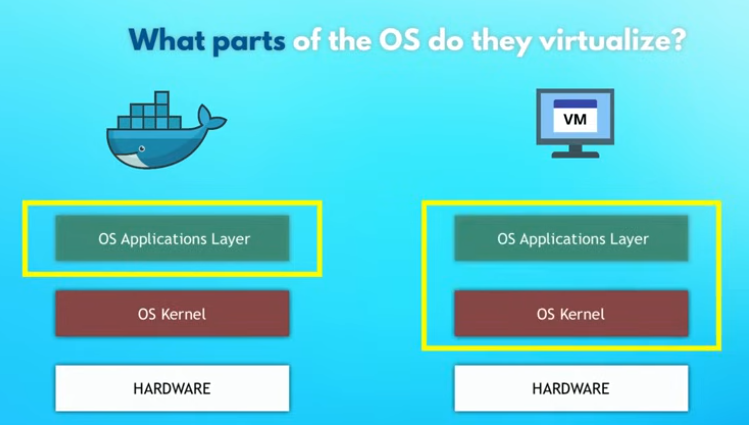 What parts of the OS do they virtualize?
VM
OS Applications Layer
OS Kernel
HARDWARE
OS Applications Layer
OS Kernel
HARDWARE